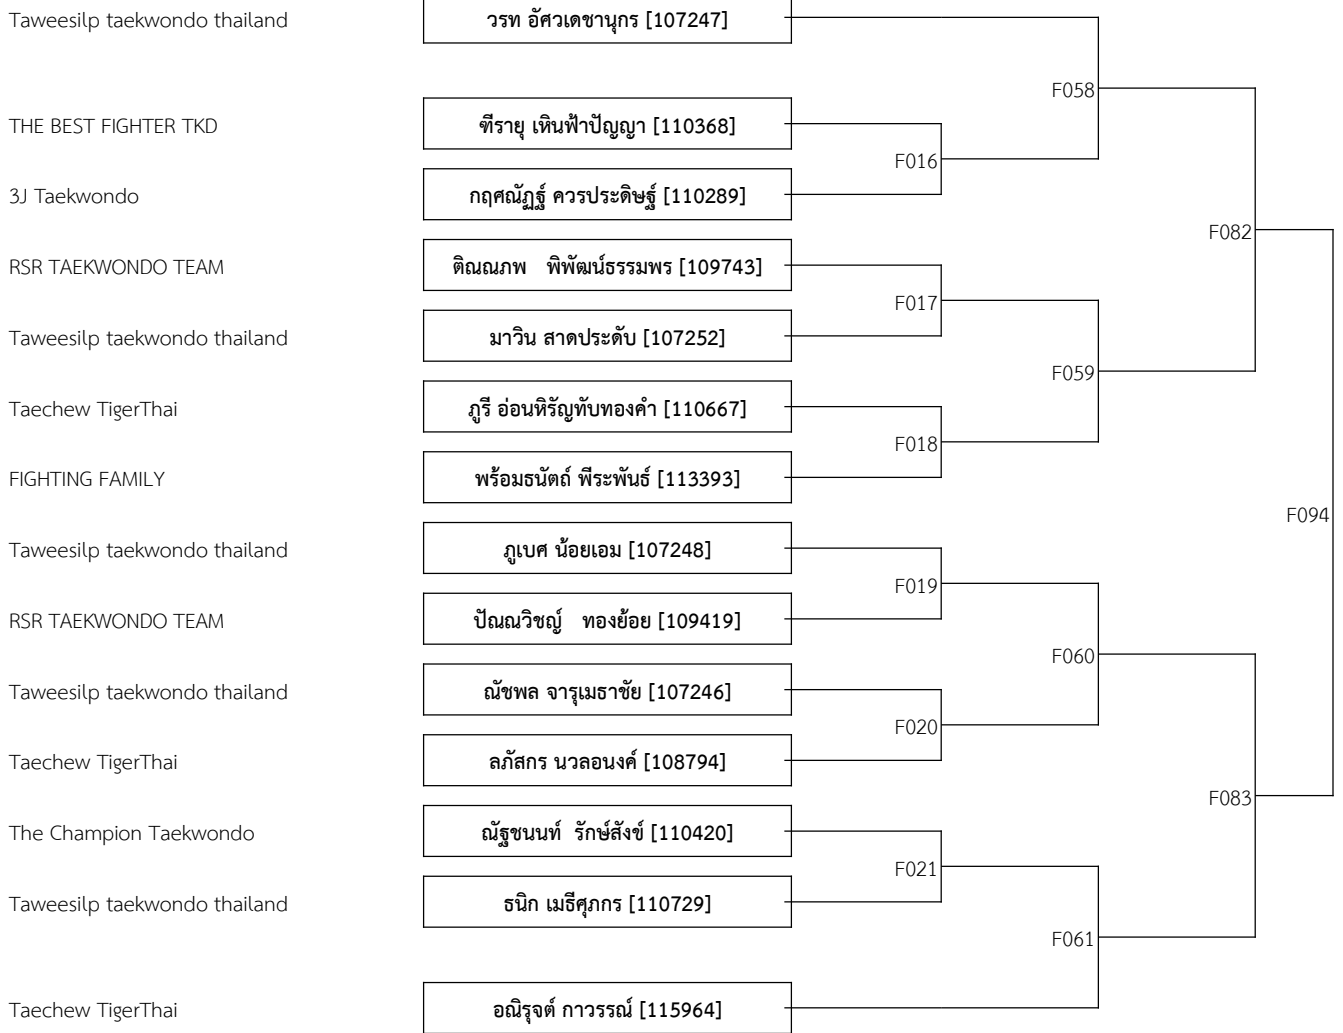 Taweesilp taekwondo thailand วรท อัศวเดชานุกร [107247]
F058
THE BEST FIGHTER TKD ฑีรายุ เหินฟ้าปัญญา [110368]
F016
3J Taekwondo กฤศณัฏฐ์ ควรประดิษฐ์ [110289]
F082
RSR TAEKWONDO TEAM ติณณภพ พิพัฒน์ธรรมพร [109743]
F017
Taweesilp taekwondo thailand มาวิน สาดประดับ [107252]
F059
Taechew TigerThai ภูรี อ่อนหิรัญทับทองคำ [110667]
F018
FIGHTING FAMILY พร้อมธนัตถ์ พีระพันธ์ [113393]
F094
Taweesilp taekwondo thailand ภูเบศ น้อยเอม [107248]
F019
RSR TAEKWONDO TEAM ปัณณวิชญ์ ทองย้อย [109419]
F060
Taweesilp taekwondo thailand ณัชพล จารุเมธาชัย [107246]
F020
Taechew TigerThai ลภัสกร นวลอนงค์ [108794]
F083
The Champion Taekwondo ณัฐชนนท์ รักษ์สังข์ [110420]
F021
Taweesilp taekwondo thailand ธนิก เมธีศุภกร [110729]
F061
Taechew TigerThai อณิรุจต์ กาวรรณ์ [115964]